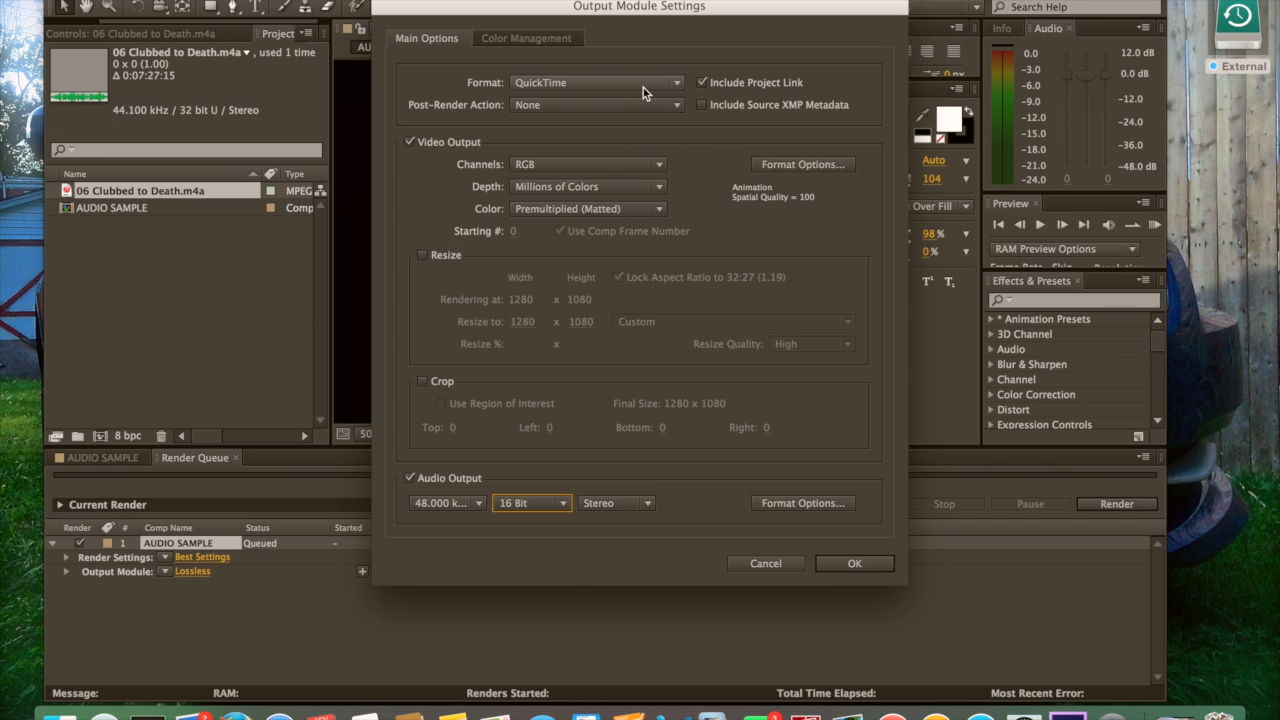 Output Module Settings
Search Help
Controls: 06 Clubbed to Death.m4a
Project
06 Clubbed to Death.m4a , used 1 time
0 x 0 (1.00)
Δ 0:07:27:15
44.100 kHz / 32 bit U / Stereo
Name
Type
06 Clubbed to Death.m4a
MPEG
AUDIO SAMPLE
Comp
8 bpc
AU
50
Main Options
Color Management
Format:
QuickTime
Include Project Link
Post-Render Action:
None
Include Source XMP Metadata
Video Output
Channels:
RGB
Format Options...
Depth:
Millions of Colors
Animation
Spatial Quality = 100
Color:
Premultiplied (Matted)
Starting #:
0
Use Comp Frame Number
Resize
Width
Height
Lock Aspect Ratio to 32:27 (1.19)
Rendering at:
1280
x
1080
Resize to:
1280
x
1080
Custom
Resize %:
x
Resize Quality:
High
Crop
Use Region of Interest
Final Size: 1280 x 1080
Top:
0
Left:
0
Bottom:
0
Right:
0
Audio Output
48.000 k...
16 Bit
Stereo
Format Options...
Cancel
OK
Auto
104
Over Fill
98 %
0 %
Info
Audio
0.0
-3.0
-6.0
-9.0
-12.0
-15.0
-18.0
-21.0
-24.0
12.0 dB
0.0 dB
-12.0
-24.0
-36.0
-48.0 dB
0
0
Preview
RAM Preview Options
Effects & Presets
* Animation Presets
3D Channel
Audio
Blur & Sharpen
Channel
Color Correction
Distort
Expression Controls
External
AUDIO SAMPLE
Render Queue
Current Render
Stop
Pause
Render
Render
#
Comp Name
Status
Started
1
AUDIO SAMPLE
Queued
-
Render Settings:
Best Settings
Output Module:
Lossless
Message:
RAM:
Renders Started:
Total Time Elapsed:
Most Recent Error: